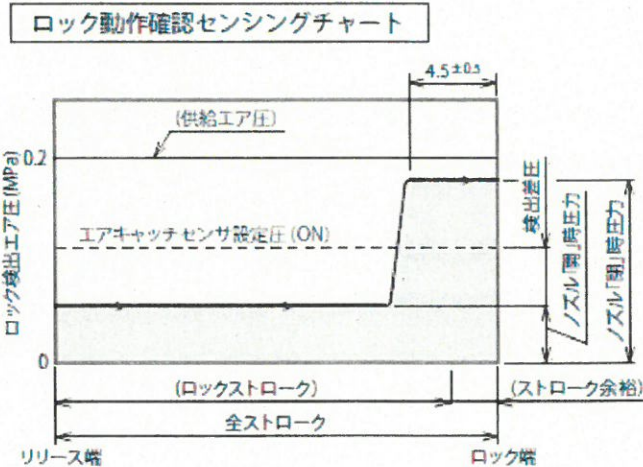 ロック動作確認センシングチャート
4.5±0.5
(供給エア圧)
0.2
ロック検出エア圧(MPa)
エアキャッチセンサ設定圧(ON)
検出差圧
ノズル「開」時圧力
ノズル「閉」時圧力
0
(ロックストローク)
(ストローク余裕)
全ストローク
リリース端
ロック端